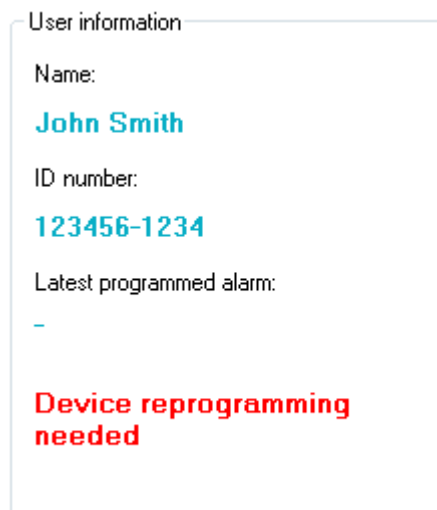 User information
Name:
John Smith
ID number:
123456-1234
Latest programmed alarm:
-
Device reprogramming
needed